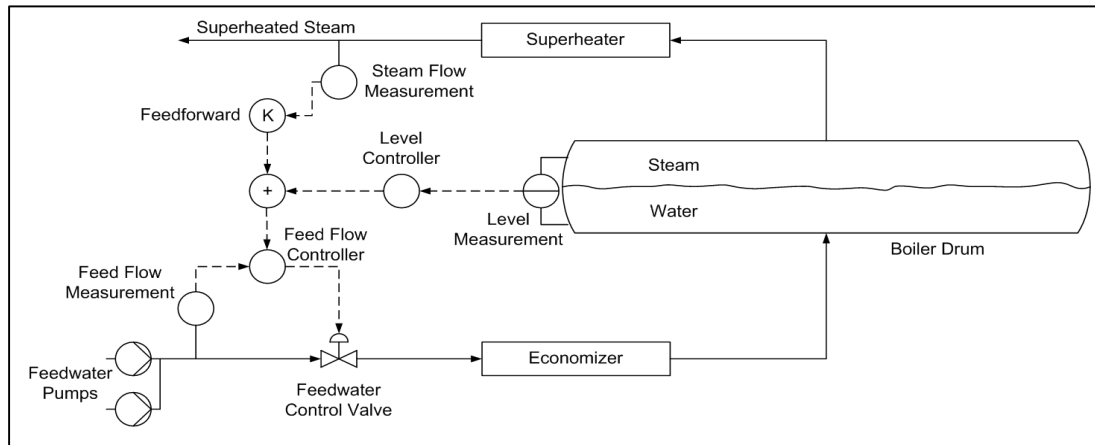 Superheated Steam
Superheater
Steam Flow
Measurement
Feedforward
K
Level
Controller
Steam
+
Water
Level
Measurement
Feed Flow
Controller
Boiler Drum
Feed Flow
Measurement
Economizer
Feedwater
Pumps
Feedwater
Control Valve